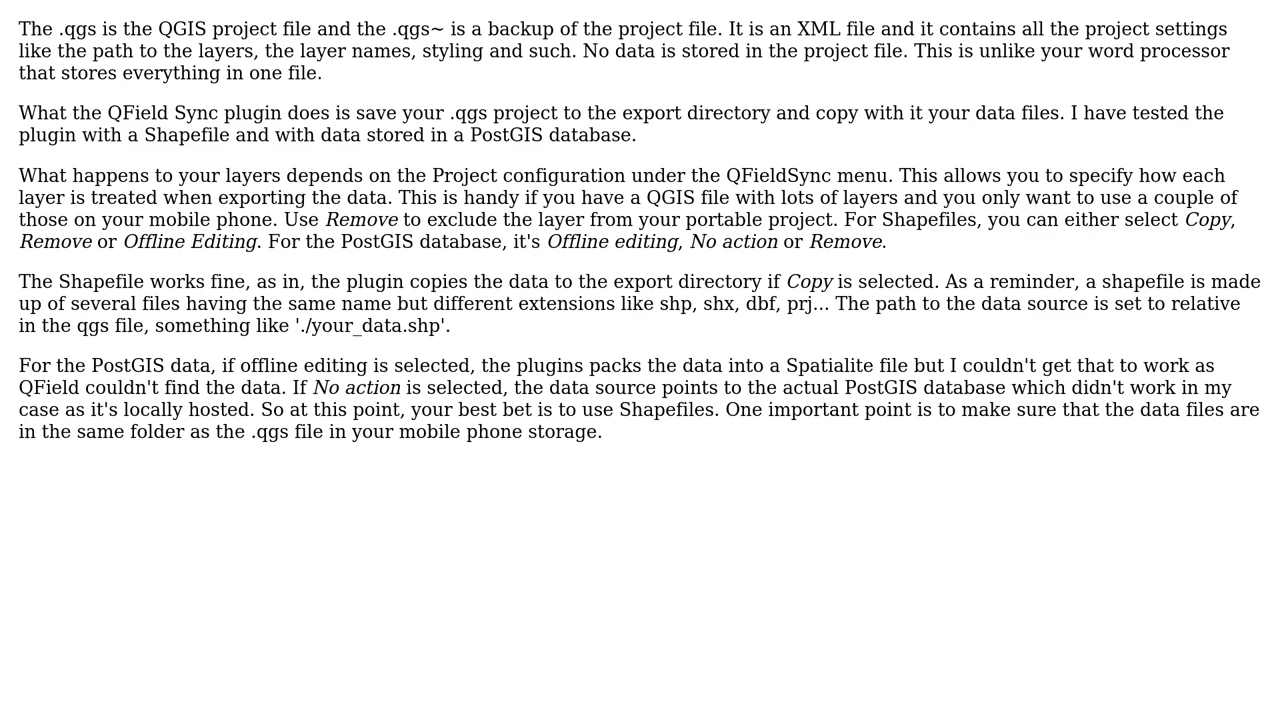 The .qgs is the QGIS project file and the .qgs~ is a backup of the project file. It is an XML file and it contains all the project settings
like the path to the layers, the layer names, styling and such. No data is stored in the project file. This is unlike your word processor
that stores everything in one file.
What the QField Sync plugin does is save your .qgs project to the export directory and copy with it your data files. I have tested the
plugin with a Shapefile and with data stored in a PostGIS database.
What happens to your layers depends on the Project configuration under the QFieldSync menu. This allows you to specify how each
layer is treated when exporting the data. This is handy if you have a QGIS file with lots of layers and you only want to use a couple of
those on your mobile phone. Use Remove to exclude the layer from your portable project. For Shapefiles, you can either select Copy,
Remove or Offline Editing. For the PostGIS database, it's Offline editing, No action or Remove.
The Shapefile works fine, as in, the plugin copies the data to the export directory if Copy is selected. As a reminder, a shapefile is made
up of several files having the same name but different extensions like shp, shx, dbf, prj... The path to the data source is set to relative
in the qgs file, something like './your_data.shp'.
For the PostGIS data, if offline editing is selected, the plugins packs the data into a Spatialite file but I couldn't get that to work as
QField couldn't find the data. If No action is selected, the data source points to the actual PostGIS database which didn't work in my
case as it's locally hosted. So at this point, your best bet is to use Shapefiles. One important point is to make sure that the data files are
in the same folder as the .qgs file in your mobile phone storage.